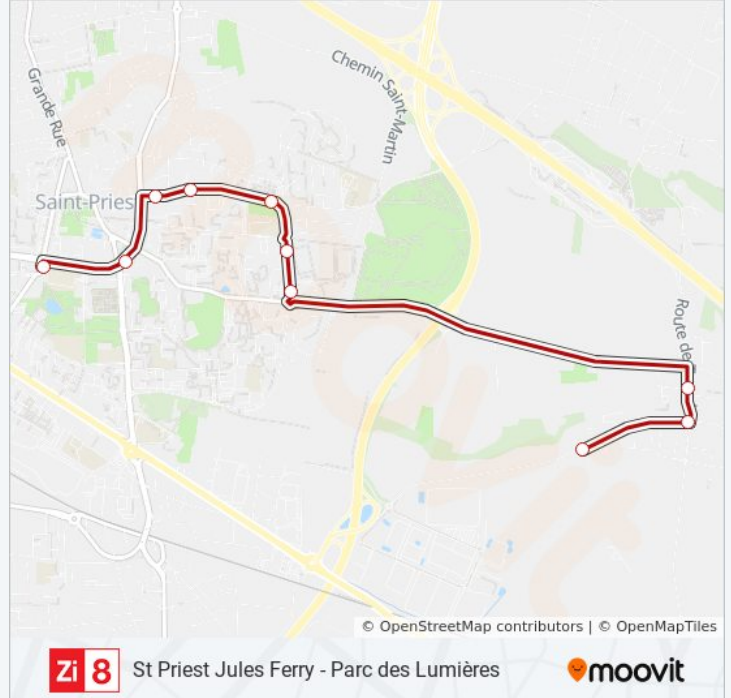 Grande Rue
Chemin Saint-Martin
Saint-Pries
Route de
© OpenStreetMap contributors | © OpenMapTiles
Zi 8 St Priest Jules Ferry - Parc des Lumières
moovit